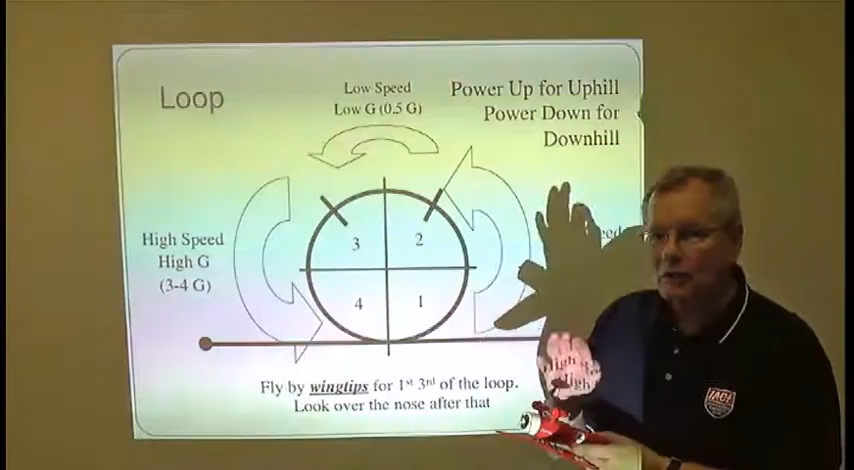 Loop
Low Speed
Low G (0.5 G)
Power Up for Uphill
Power Down for
Downhill
High Speed
High G
(3-4 G)
3
2
4
1
High
High
Fly by wingtips for 1st 3rd of the loop.
Look over the nose after that
IAC